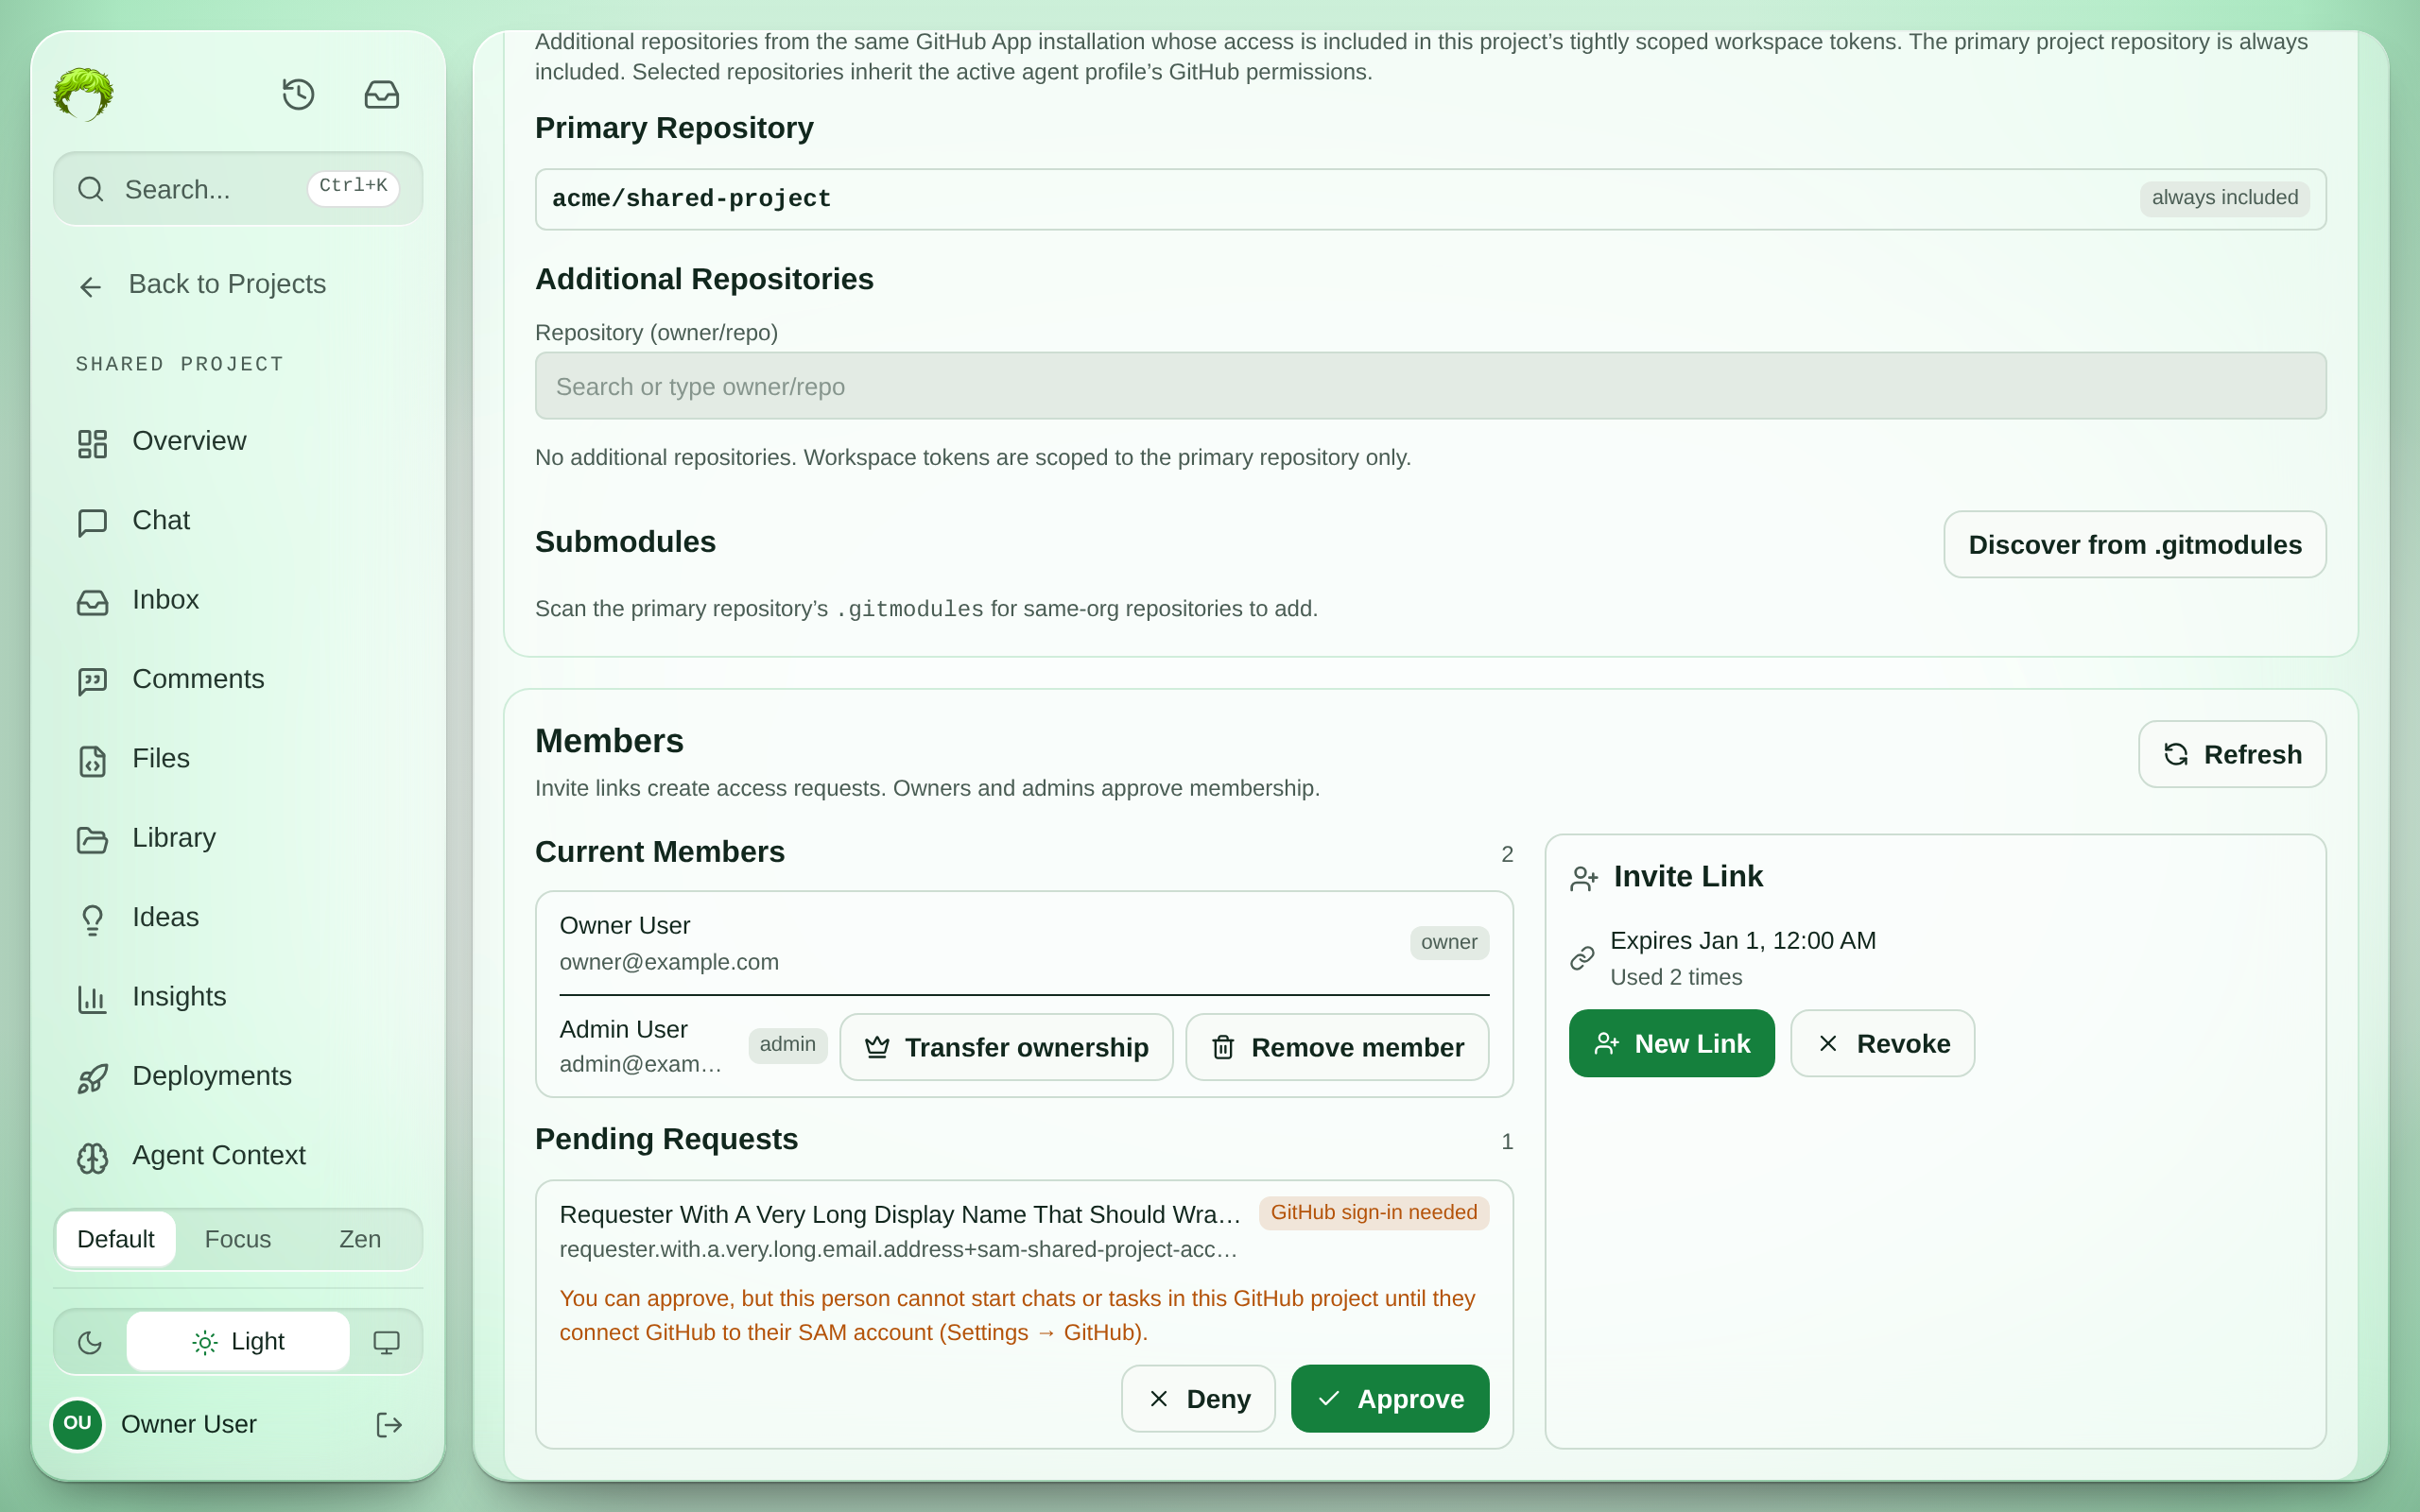 Search...
Ctrl+K
Back to Projects
SHARED PROJECT
Overview
Chat
Inbox
Comments
Files
Library
Ideas
Insights
Deployments
Agent Context
Default
Focus
Zen
Light
OU
Owner User
Additional repositories from the same GitHub App installation whose access is included in this project’s tightly scoped workspace tokens. The primary project repository is always
included. Selected repositories inherit the active agent profile’s GitHub permissions.
Primary Repository
acme/shared-project
always included
Additional Repositories
Repository (owner/repo)
Search or type owner/repo
No additional repositories. Workspace tokens are scoped to the primary repository only.
Submodules
Discover from .gitmodules
Scan the primary repository’s .gitmodules for same-org repositories to add.
Members
Refresh
Invite links create access requests. Owners and admins approve membership.
Current Members
2
Owner User
owner@example.com
owner
Admin User
admin@exam…
admin
Transfer ownership
Remove member
Pending Requests
1
Requester With A Very Long Display Name That Should Wra…
GitHub sign-in needed
requester.with.a.very.long.email.address+sam-shared-project-acc…
You can approve, but this person cannot start chats or tasks in this GitHub project until they
connect GitHub to their SAM account (Settings → GitHub).
Deny
Approve
Invite Link
Expires Jan 1, 12:00 AM
Used 2 times
New Link
Revoke